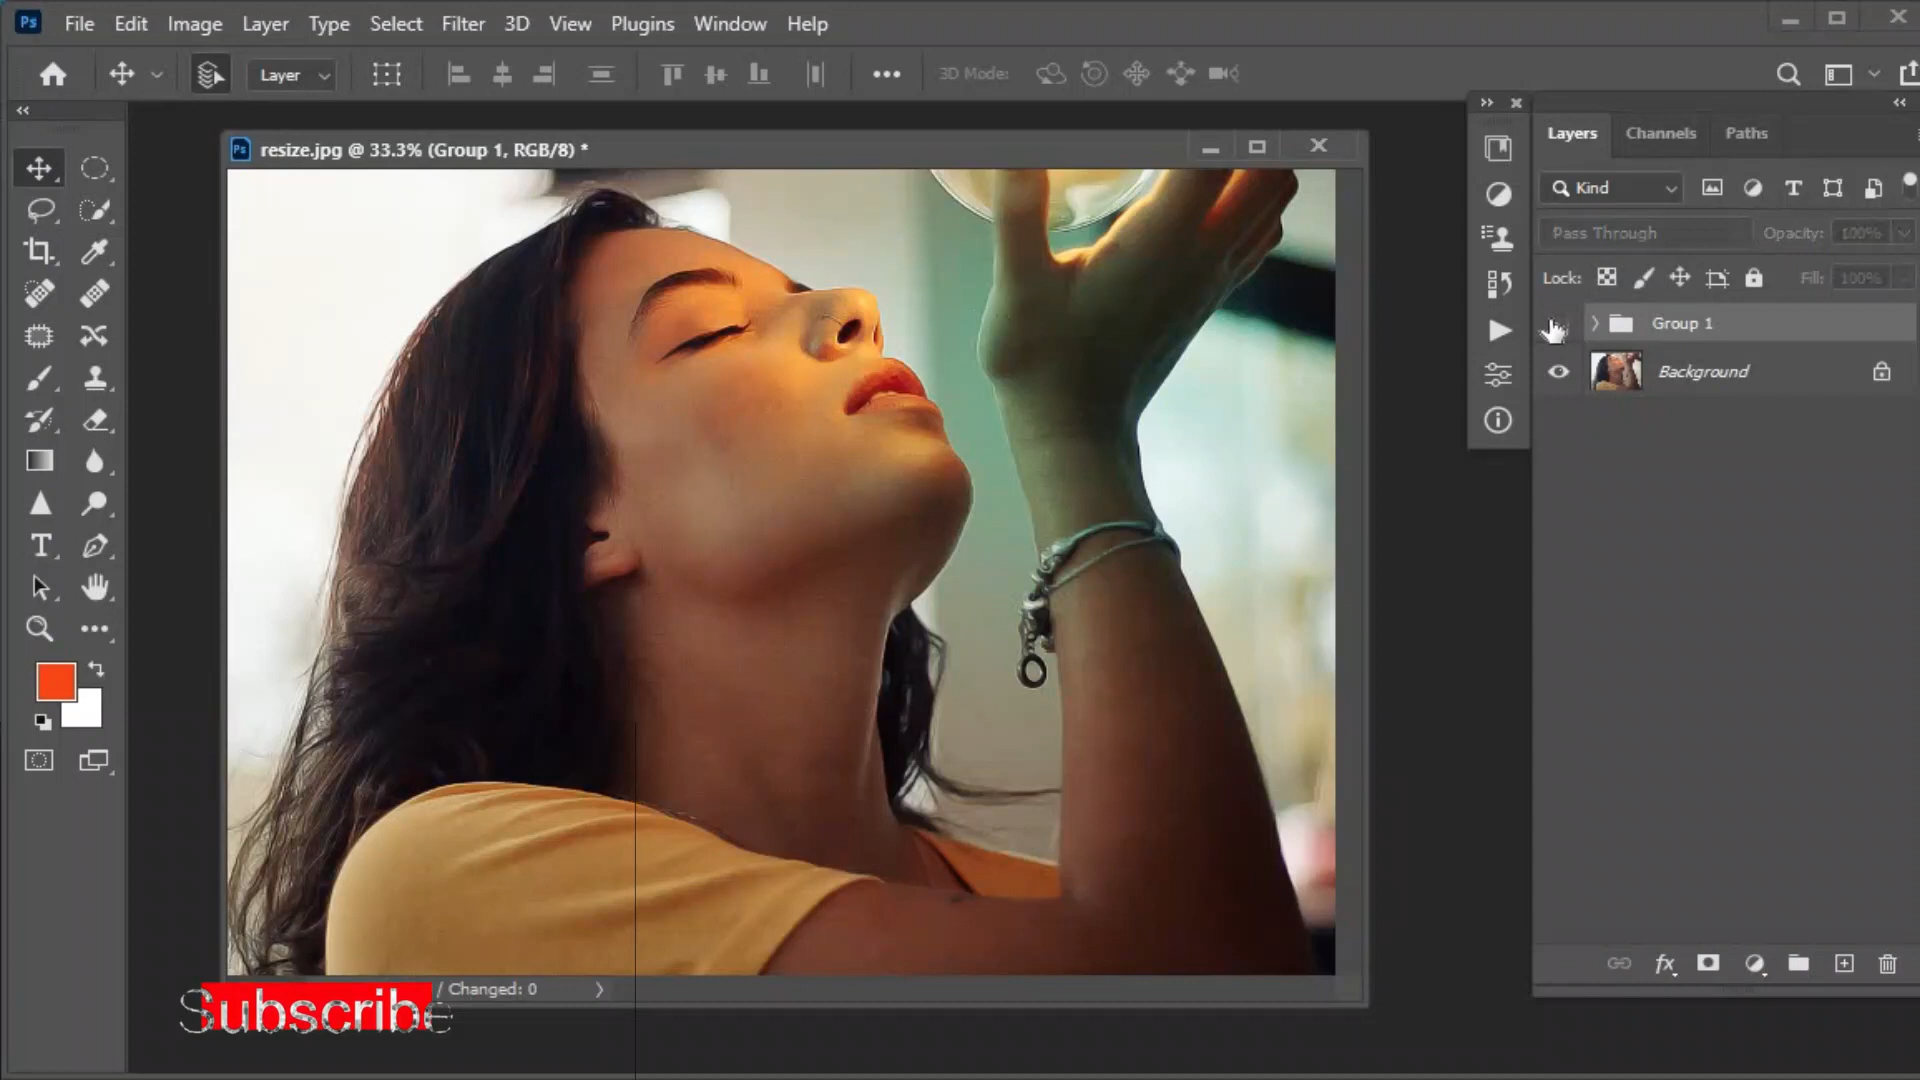 Ps File Edit Image Layer Type Select Filter 3D View Plugins Window Help
Layer 3D Mode:
Ps resize.jpg @ 33.3% (Group 1, RGB/8) *
Layers Channels Paths
Kind
Pass Through Opacity: 100%
Lock: Fill: 100%
Group 1
Background
/ Changed: 0
Subscribe